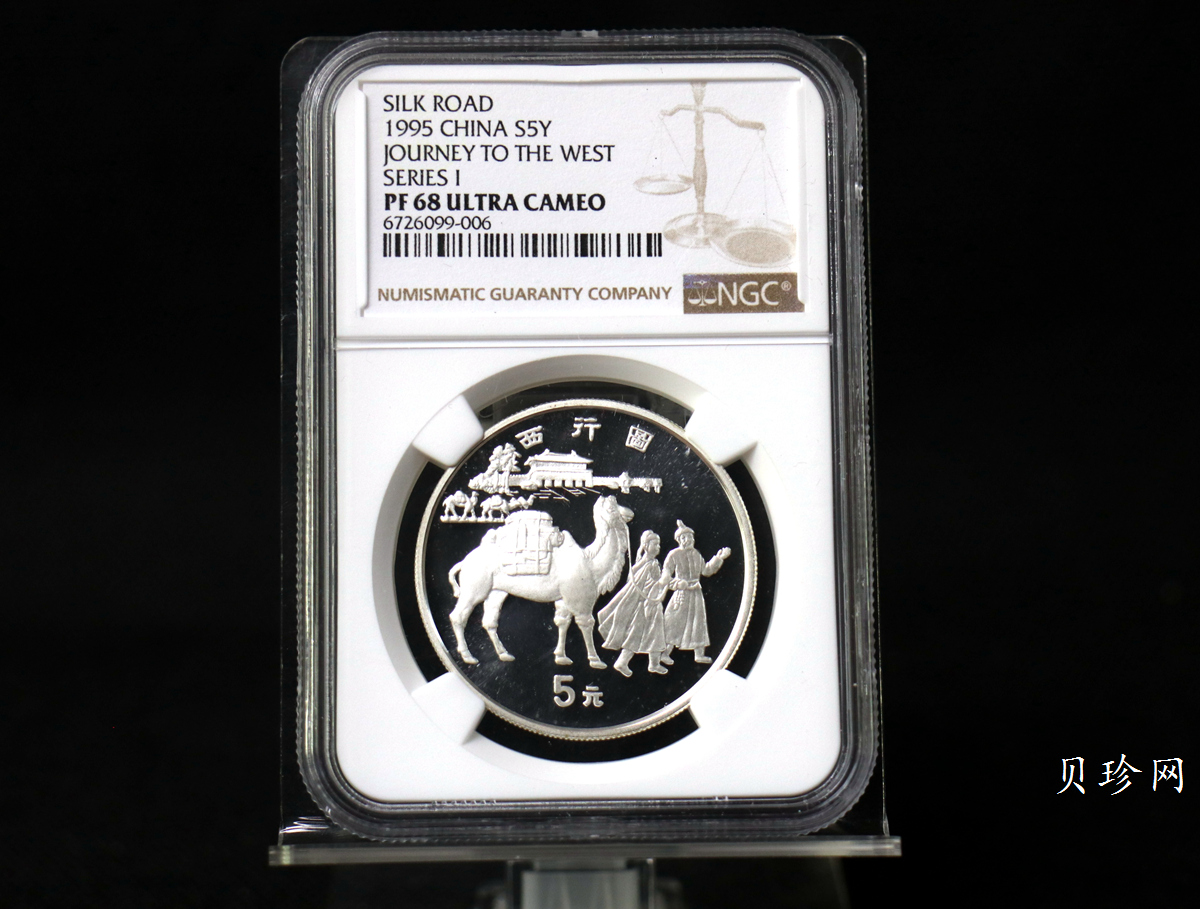 SILK ROAD
1995 CHINA S5Y
JOURNEY TO THE WEST
SERIES I
PF 68 ULTRA CAMEO
6726099-006
NUMISMATIC GUARANTY COMPANY
NGC®
西行圖
5元
贝珍网